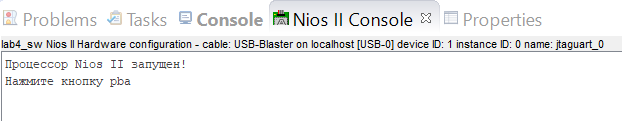 Problems Tasks Console Nios II Console Properties
lab4_sw Nios II Hardware configuration - cable: USB-Blaster on localhost [USB-0] device ID: 1 instance ID: 0 name: jtaguart_0
Процессор Nios II запущен!
Нажмите кнопку pba